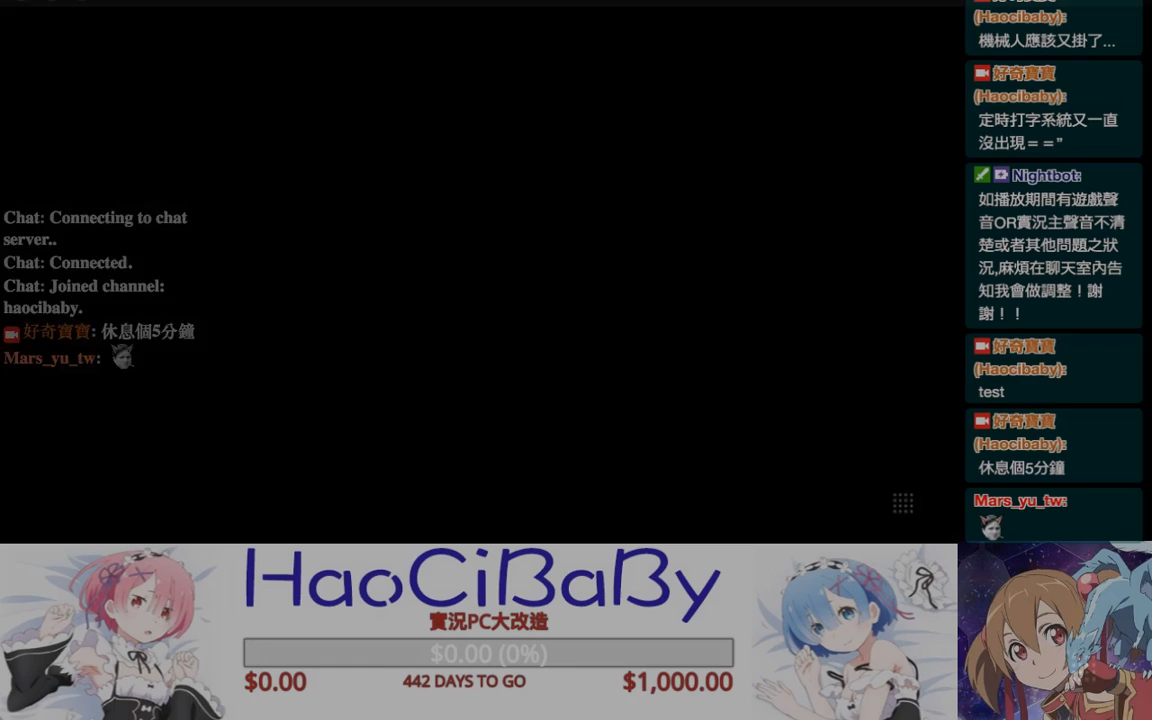 Chat: Connecting to chat
server..
Chat: Connected.
Chat: Joined channel:
haocibaby.
好奇寶寶: 休息個5分鐘
Mars_yu_tw:
(Haocibaby):
機械人應該又掛了...
好奇寶寶
(Haocibaby):
定時打字系統又一直
沒出現＝＝”
Nightbot:
如播放期間有遊戲聲
音OR實況主聲音不清
楚或者其他問題之狀
況,麻煩在聊天室內告
知我會做調整！謝
謝！！
好奇寶寶
(Haocibaby):
test
好奇寶寶
(Haocibaby):
休息個5分鐘
Mars_yu_tw:
HaoCiBaBy
實況PC大改造
$0.00 (0%)
$0.00 442 DAYS TO GO $1,000.00